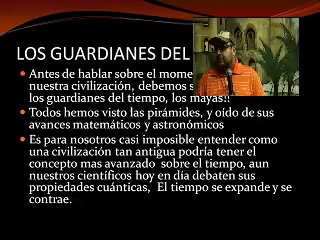 LOS GUARDIANES DEL
Antes de hablar sobre el mome
nuestra civilización, debemos s
los guardianes del tiempo, los mayas!!
Todos hemos visto las pirámides, y oído de sus
avances matemáticos y astronómicos
Es para nosotros casi imposible entender como
una civilización tan antigua podría tener el
concepto mas avanzado sobre el tiempo, aun
nuestros científicos hoy en día debaten sus
propiedades cuánticas, El tiempo se expande y se
contrae.